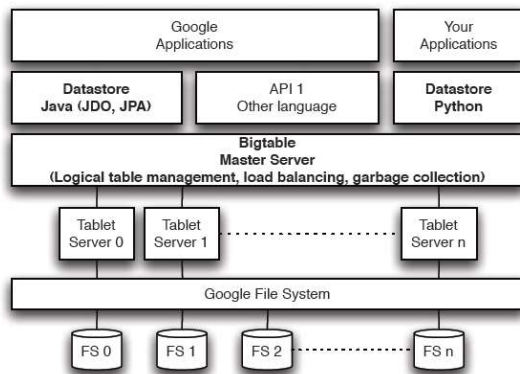 Google
Applications
Your
Applications
Datastore
Java (JDO, JPA)
API 1
Other language
Datastore
Python
Bigtable
Master Server
(Logical table management, load balancing, garbage collection)
Tablet
Server 0
Tablet
Server 1
Tablet
Server n
Google File System
FS 0
FS 1
FS 2
FS n